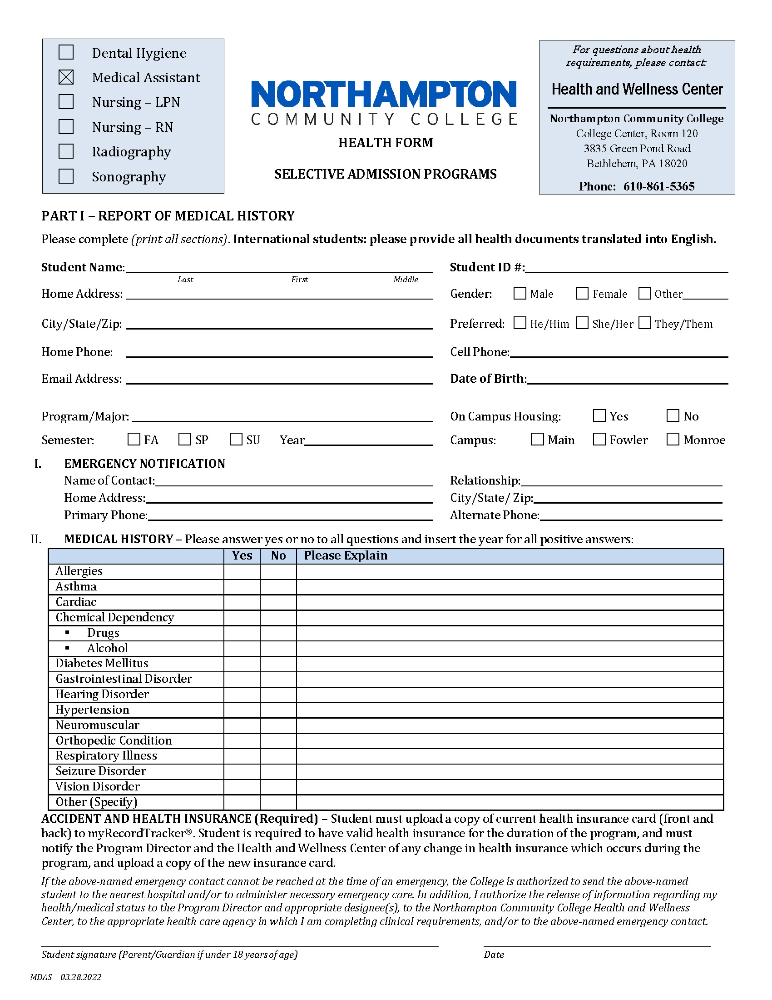 Dental Hygiene
Medical Assistant
Nursing – LPN
Nursing – RN
Radiography
Sonography
NORTHAMPTON
COMMUNITY COLLEGE
HEALTH FORM
SELECTIVE ADMISSION PROGRAMS
For questions about health
requirements, please contact:
Health and Wellness Center
Northampton Community College
College Center, Room 120
3835 Green Pond Road
Bethlehem, PA 18020
Phone: 610-861-5365
PART I – REPORT OF MEDICAL HISTORY
Please complete (print all sections). International students: please provide all health documents translated into English.
Student Name: Student ID #:
Last First Middle
Home Address: Gender: Male Female Other
City/State/Zip: Preferred: He/Him She/Her They/Them
Home Phone: Cell Phone:
Email Address: Date of Birth:
Program/Major: On Campus Housing: Yes No
Semester: FA SP SU Year Campus: Main Fowler Monroe
I. EMERGENCY NOTIFICATION
Name of Contact: Relationship:
Home Address: City/State/ Zip:
Primary Phone: Alternate Phone:
II. MEDICAL HISTORY – Please answer yes or no to all questions and insert the year for all positive answers:
Yes No Please Explain
Allergies
Asthma
Cardiac
Chemical Dependency
▪ Drugs
▪ Alcohol
Diabetes Mellitus
Gastrointestinal Disorder
Hearing Disorder
Hypertension
Neuromuscular
Orthopedic Condition
Respiratory Illness
Seizure Disorder
Vision Disorder
Other (Specify)
ACCIDENT AND HEALTH INSURANCE (Required) – Student must upload a copy of current health insurance card (front and
back) to myRecordTracker®. Student is required to have valid health insurance for the duration of the program, and must
notify the Program Director and the Health and Wellness Center of any change in health insurance which occurs during the
program, and upload a copy of the new insurance card.
If the above-named emergency contact cannot be reached at the time of an emergency, the College is authorized to send the above-named
student to the nearest hospital and/or to administer necessary emergency care. In addition, I authorize the release of information regarding my
health/medical status to the Program Director and appropriate designee(s), to the Northampton Community College Health and Wellness
Center, to the appropriate health care agency in which I am completing clinical requirements, and/or to the above-named emergency contact.
Student signature (Parent/Guardian if under 18 years of age) Date
MDAS – 03.28.2022